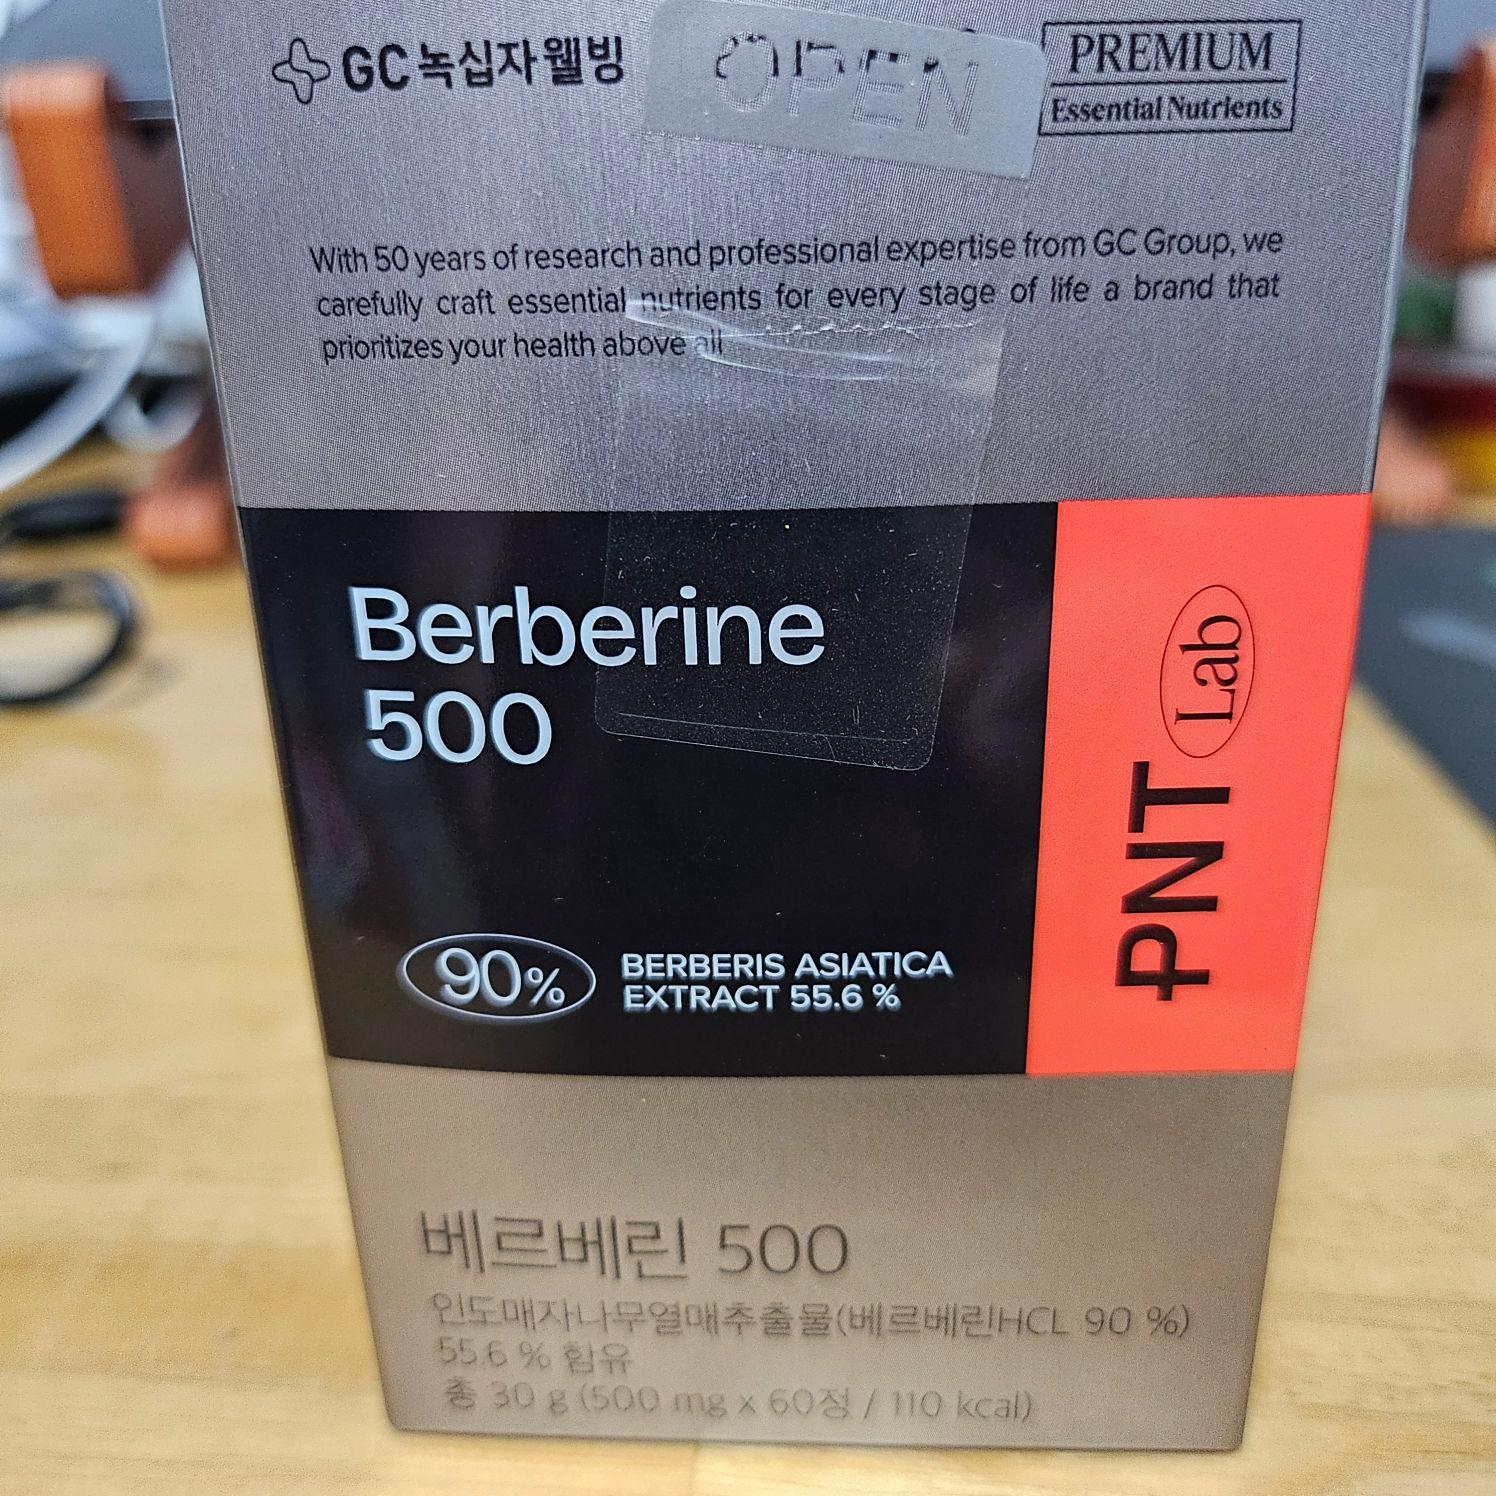 GC녹십자웰빙
OPEN
PREMIUM
Essential Nutrients
With 50 years of research and professional expertise from GC Group, we
carefully craft essential nutrients for every stage of life a brand that
prioritizes your health above all
Berberine
500
PNT Lab
90%
BERBERIS ASIATICA
EXTRACT 55.6 %
베르베린 500
인도매자나무열매추출물(베르베린HCL 90 %)
55.6 % 함유
총 30 g (500 mg x 60정 / 110 kcal)